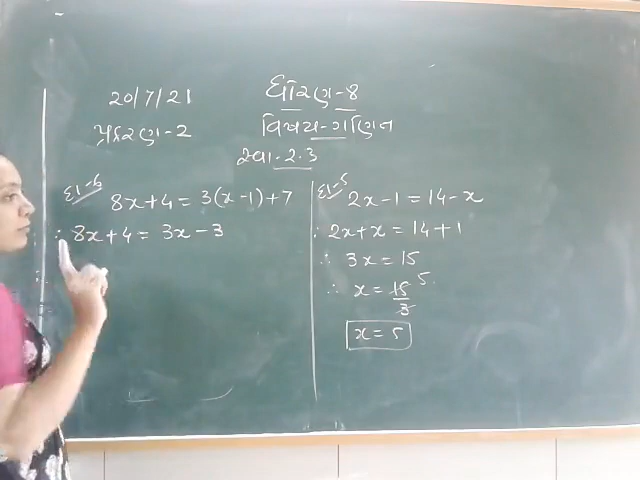 20/7/21
ધોરણ-8
પ્રકરણ-2
વિષય-ગણિત
સ્વા-2.3
દા-6 8x+4 = 3(x-1)+7
∴ 8x+4 = 3x-3
દા-5 2x-1 = 14-x
∴ 2x+x = 14+1
∴ 3x = 15
∴ x = 15/3 5
x = 5